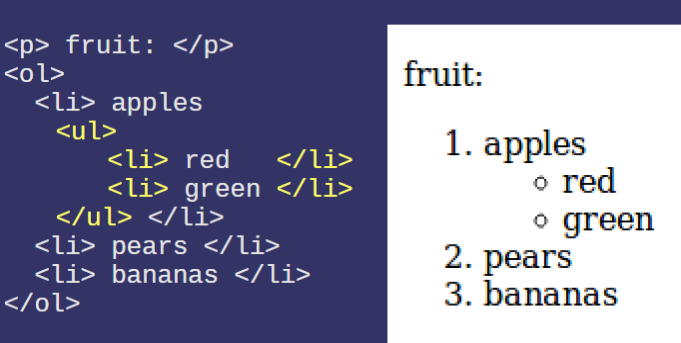 <p> fruit: </p>
<ol>
  <li> apples
    <ul>
       <li> red   </li>
       <li> green </li>
    </ul> </li>
  <li> pears </li>
  <li> bananas </li>
</ol>
fruit:
1. apples
◦ red
◦ green
2. pears
3. bananas